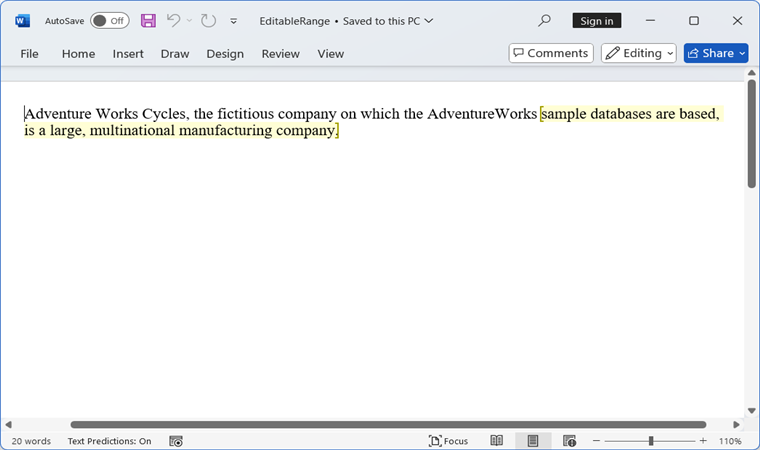 AutoSave Off EditableRange • Saved to this PC Sign in
File Home Insert Draw Design Review View Comments Editing Share
Adventure Works Cycles, the fictitious company on which the AdventureWorks [sample databases are based,
is a large, multinational manufacturing company,]
20 words Text Predictions: On Focus 110%